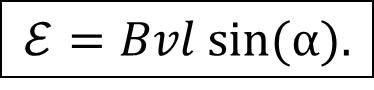 ℰ = Bvl sin(α).